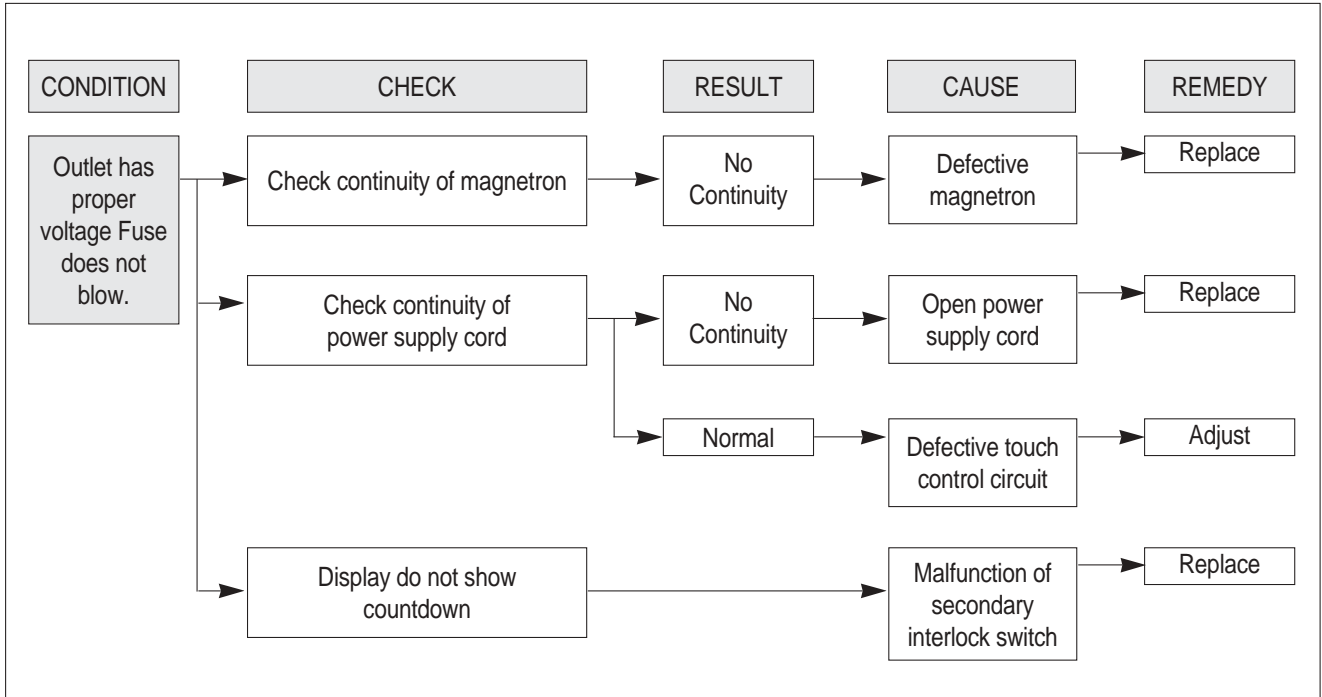 CONDITION
CHECK
RESULT
CAUSE
REMEDY
Outlet has
proper
voltage Fuse
does not
blow.
Check continuity of magnetron
No
Continuity
Defective
magnetron
Replace
Check continuity of
power supply cord
No
Continuity
Open power
supply cord
Replace
Normal
Defective touch
control circuit
Adjust
Display do not show
countdown
Malfunction of
secondary
interlock switch
Replace